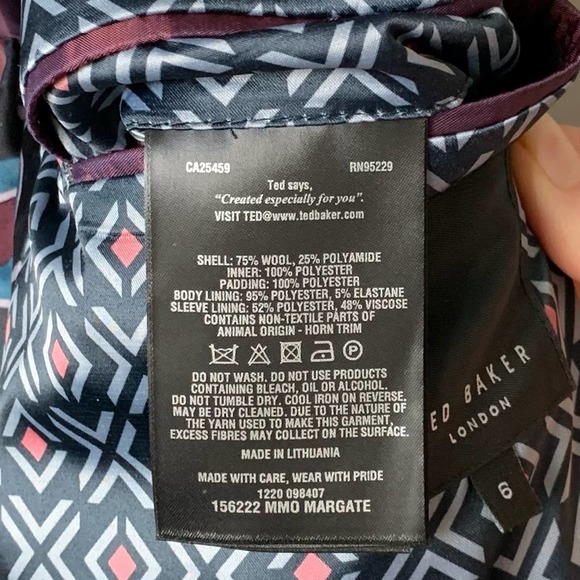 CA25459 RN95229
Ted says,
"Created especially for you".
VISIT TED@www.tedbaker.com
SHELL: 75% WOOL, 25% POLYAMIDE
INNER: 100% POLYESTER
PADDING: 100% POLYESTER
BODY LINING: 95% POLYESTER, 5% ELASTANE
SLEEVE LINING: 52% POLYESTER, 48% VISCOSE
CONTAINS NON-TEXTILE PARTS OF
ANIMAL ORIGIN - HORN TRIM
P
DO NOT WASH. DO NOT USE PRODUCTS
CONTAINING BLEACH, OIL OR ALCOHOL.
DO NOT TUMBLE DRY. COOL IRON ON REVERSE.
MAY BE DRY CLEANED. DUE TO THE NATURE OF
THE YARN USED TO MAKE THIS GARMENT,
EXCESS FIBRES MAY COLLECT ON THE SURFACE.
MADE IN LITHUANIA
MADE WITH CARE, WEAR WITH PRIDE
1220 098407
156222 MMO MARGATE
ED BAKER
LONDON
6